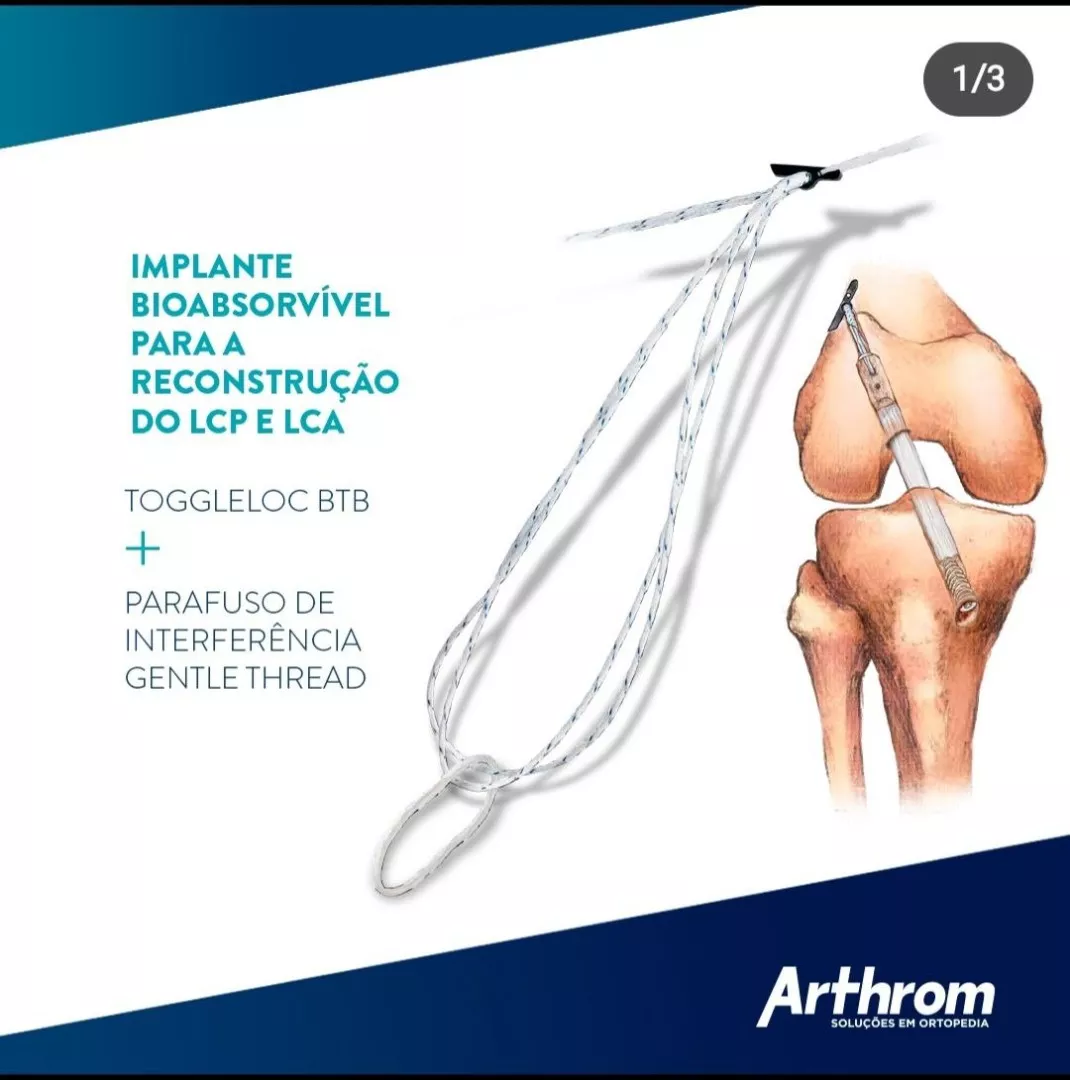 1/3
IMPLANTE
BIOABSORVÍVEL
PARA A
RECONSTRUÇÃO
DO LCP E LCA
TOGGLELOC BTB
+
PARAFUSO DE
INTERFERÊNCIA
GENTLE THREAD
Arthrom
SOLUÇÕES EM ORTOPEDIA